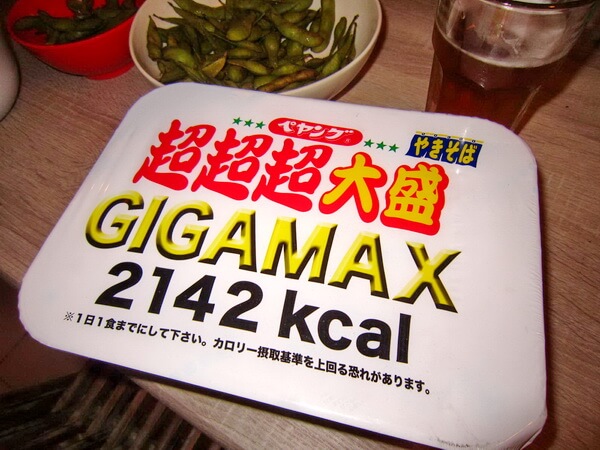 ペヤング
やきそば
超超超大盛
GIGAMAX
2142 kcal
※1日1食までにして下さい。カロリー摂取基準を上回る恐れがあります。